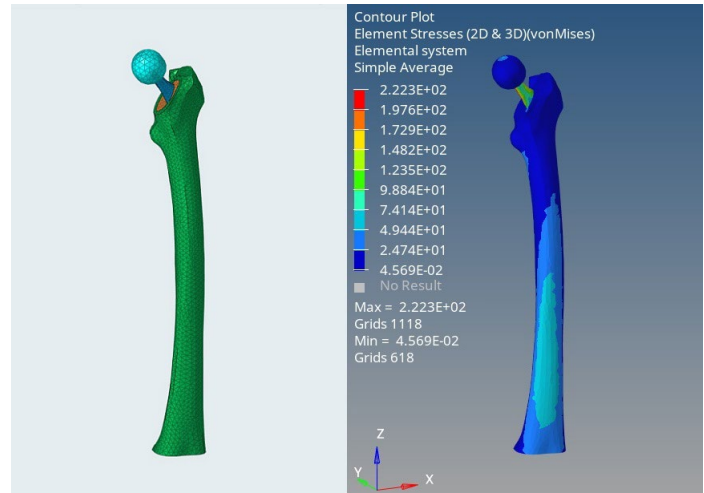 Contour Plot
Element Stresses (2D & 3D)(vonMises)
Elemental system
Simple Average
2.223E+02
1.976E+02
1.729E+02
1.482E+02
1.235E+02
9.884E+01
7.414E+01
4.944E+01
2.474E+01
4.569E-02
No Result
Max = 2.223E+02
Grids 1118
Min = 4.569E-02
Grids 618
Z
Y
X